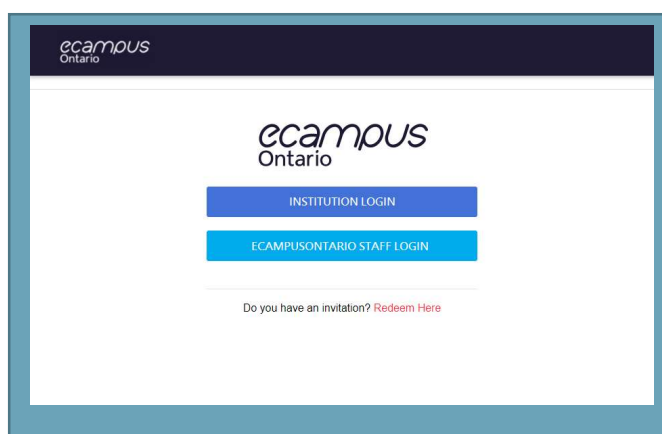 ecampus
Ontario
ecampus
Ontario
INSTITUTION LOGIN
ECAMPUSONTARIO STAFF LOGIN
Do you have an invitation? Redeem Here